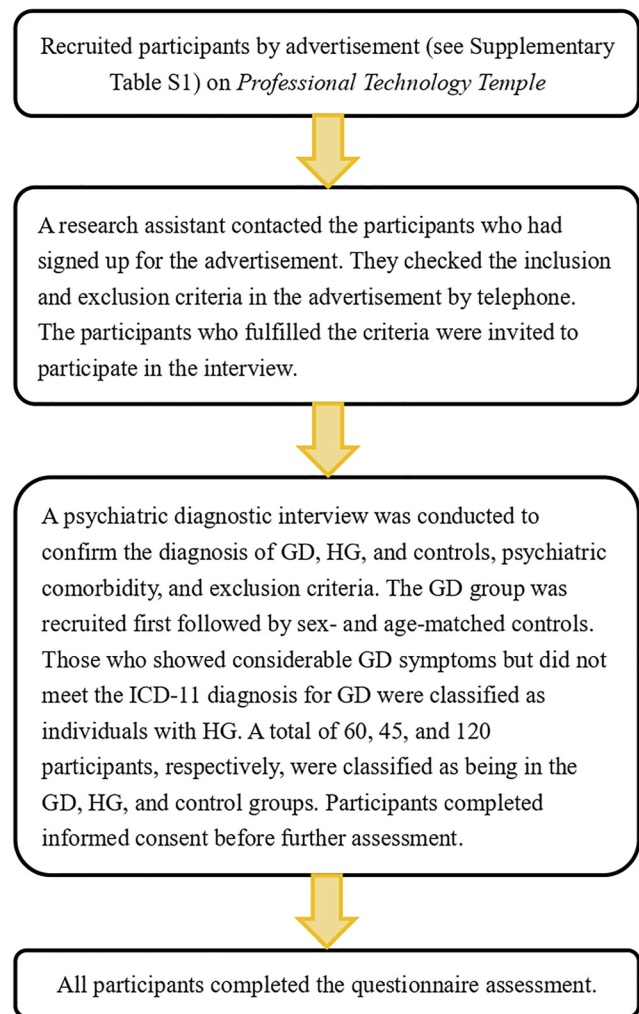 Recruited participants by advertisement (see Supplementary
Table S1) on Professional Technology Temple
A research assistant contacted the participants who had
signed up for the advertisement. They checked the inclusion
and exclusion criteria in the advertisement by telephone.
The participants who fulfilled the criteria were invited to
participate in the interview.
A psychiatric diagnostic interview was conducted to
confirm the diagnosis of GD, HG, and controls, psychiatric
comorbidity, and exclusion criteria. The GD group was
recruited first followed by sex- and age-matched controls.
Those who showed considerable GD symptoms but did not
meet the ICD-11 diagnosis for GD were classified as
individuals with HG. A total of 60, 45, and 120
participants, respectively, were classified as being in the
GD, HG, and control groups. Participants completed
informed consent before further assessment.
All participants completed the questionnaire assessment.